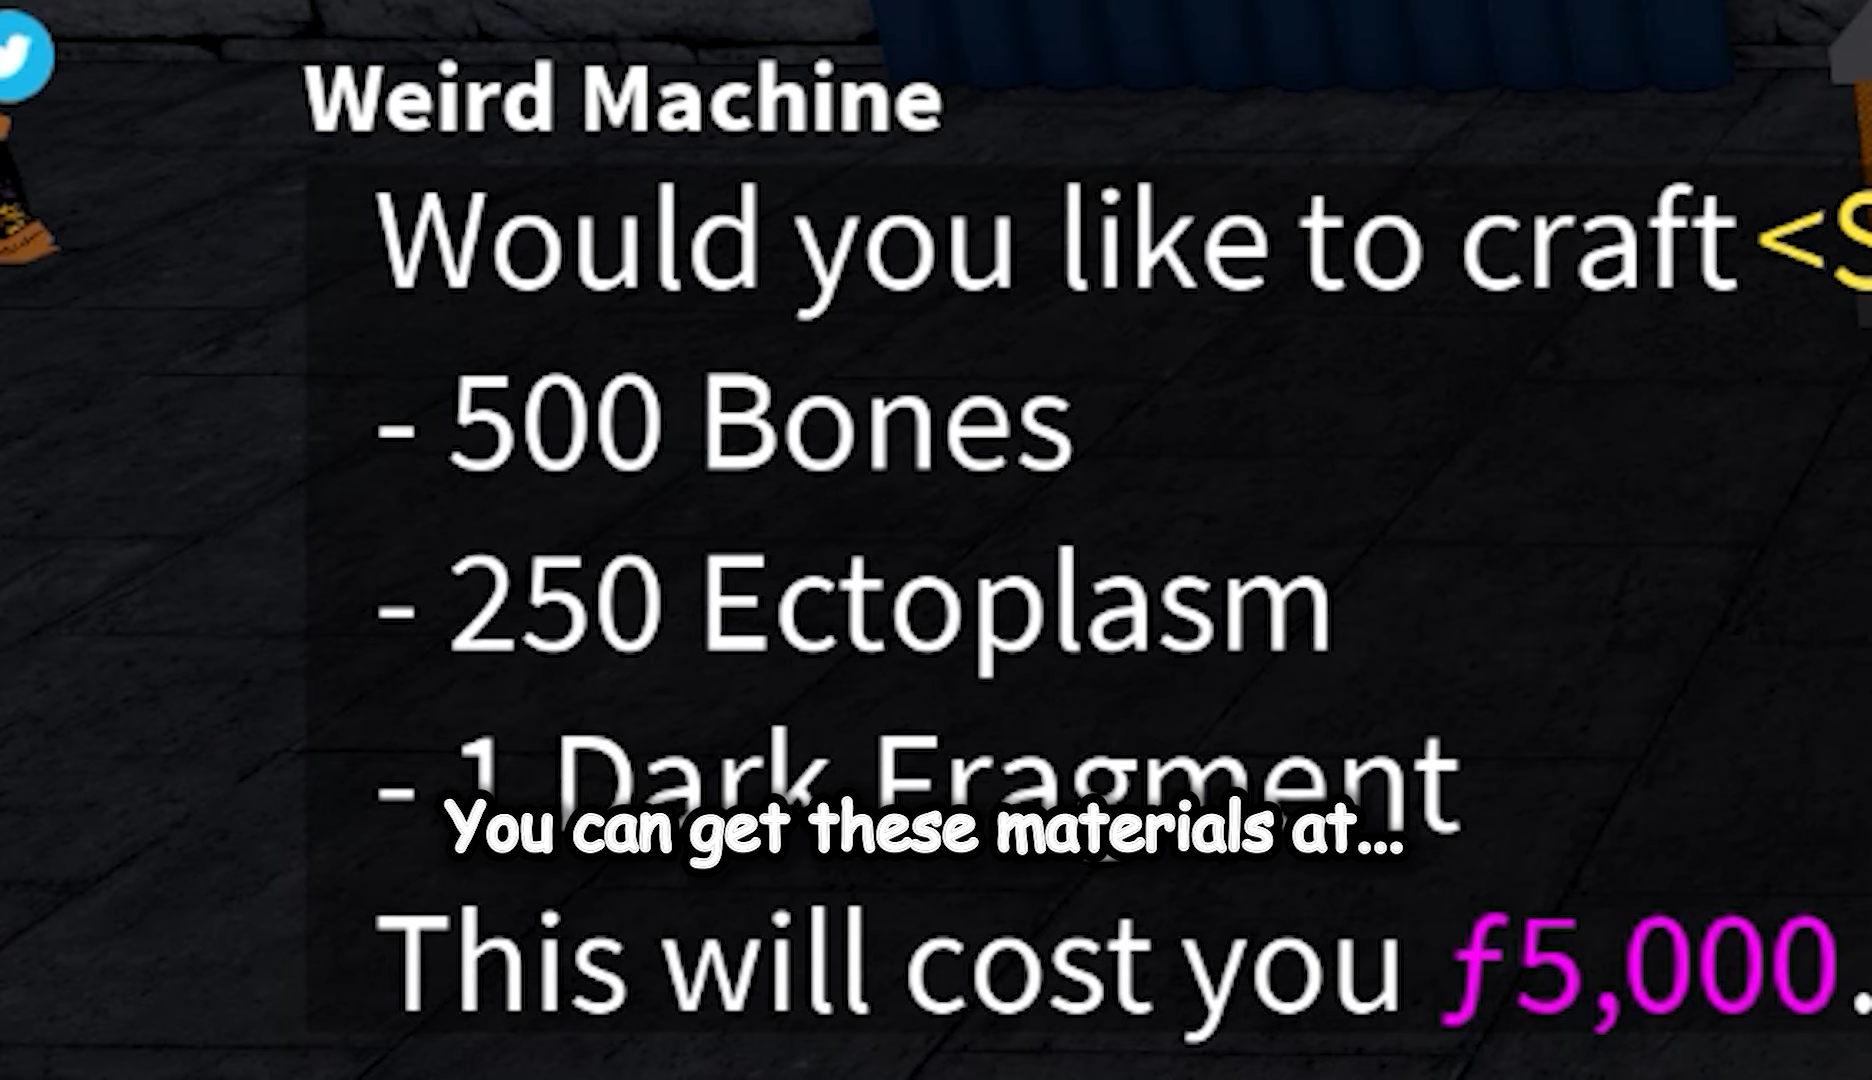 Weird Machine
Would you like to craft <S
- 500 Bones
- 250 Ectoplasm
- 1 Dark Fragment
You can get these materials at...
This will cost you ƒ5,000.